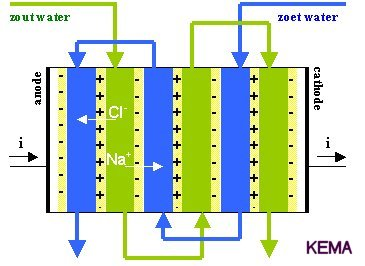 zout water
zoet water
anode
cathode
Cl-
Na+
i
i
KEMA